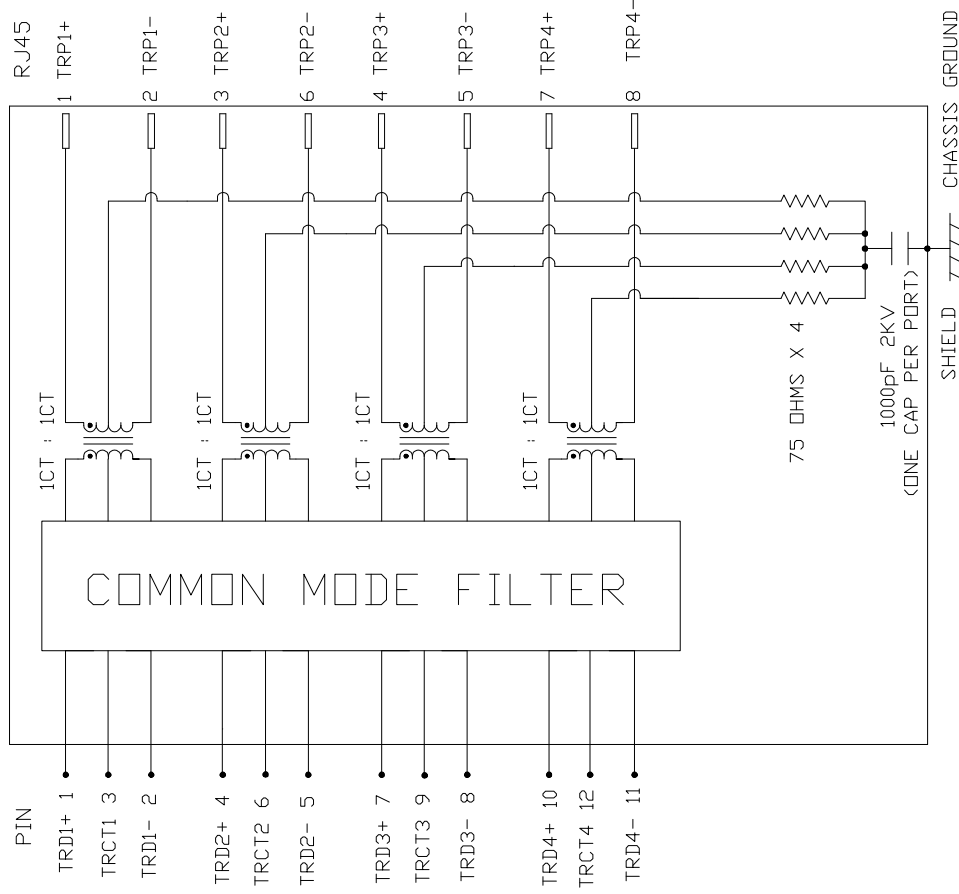 RJ45
1 TRP1+
2 TRP1-
3 TRP2+
6 TRP2-
4 TRP3+
5 TRP3-
7 TRP4+
8 TRP4-
1CT : 1CT
1CT : 1CT
1CT : 1CT
1CT : 1CT
75 OHMS X 4
1000pF 2KV
(ONE CAP PER PORT)
SHIELD
CHASSIS GROUND
COMMON MODE FILTER
PIN
TRD1+ 1
TRCT1 3
TRD1- 2
TRD2+ 4
TRCT2 6
TRD2- 5
TRD3+ 7
TRCT3 9
TRD3- 8
TRD4+ 10
TRCT4 12
TRD4- 11